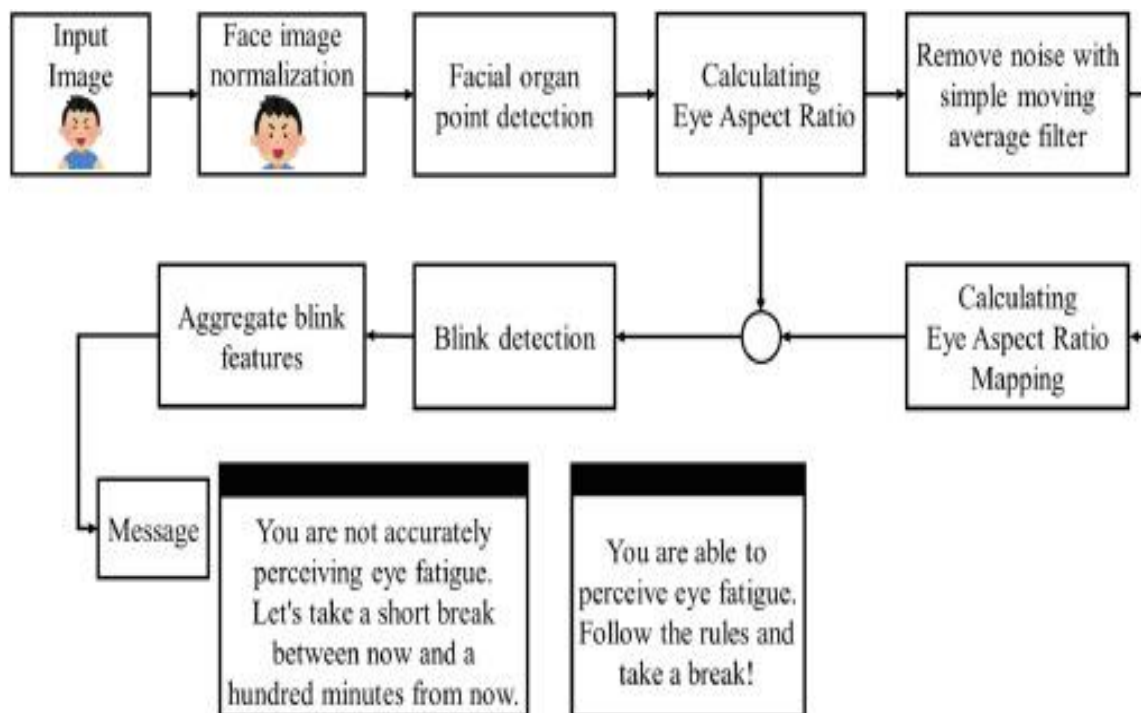 Input
Image
Face image
normalization
Facial organ
point detection
Calculating
Eye Aspect Ratio
Remove noise with
simple moving
average filter
Calculating
Eye Aspect Ratio
Mapping
Blink detection
Aggregate blink
features
Message
You are not accurately
perceiving eye fatigue.
Let's take a short break
between now and a
hundred minutes from now.
You are able to
perceive eye fatigue.
Follow the rules and
take a break!